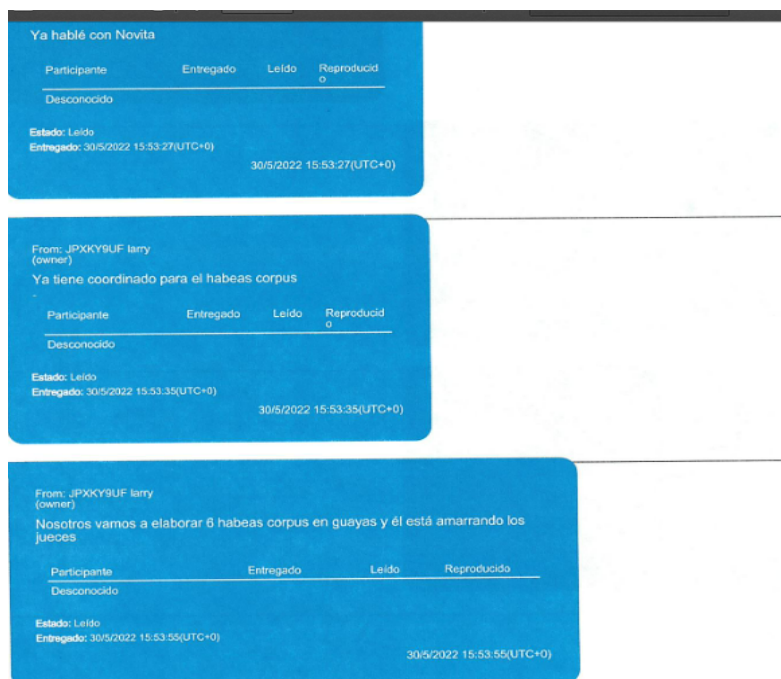 Ya hablé con Novita
Participante Entregado Leído Reproducid
o
Desconocido
Estado: Leído
Entregado: 30/5/2022 15:53:27(UTC+0)
30/5/2022 15:53:27(UTC+0)
From: JPXKY9UF larry
(owner)
Ya tiene coordinado para el habeas corpus
Participante Entregado Leído Reproducid
o
Desconocido
Estado: Leído
Entregado: 30/5/2022 15:53:35(UTC+0)
30/5/2022 15:53:35(UTC+0)
From: JPXKY9UF larry
(owner)
Nosotros vamos a elaborar 6 habeas corpus en guayas y él está amarrando los
jueces
Participante Entregado Leído Reproducido
Desconocido
Estado: Leído
Entregado: 30/5/2022 15:53:55(UTC+0)
30/5/2022 15:53:55(UTC+0)